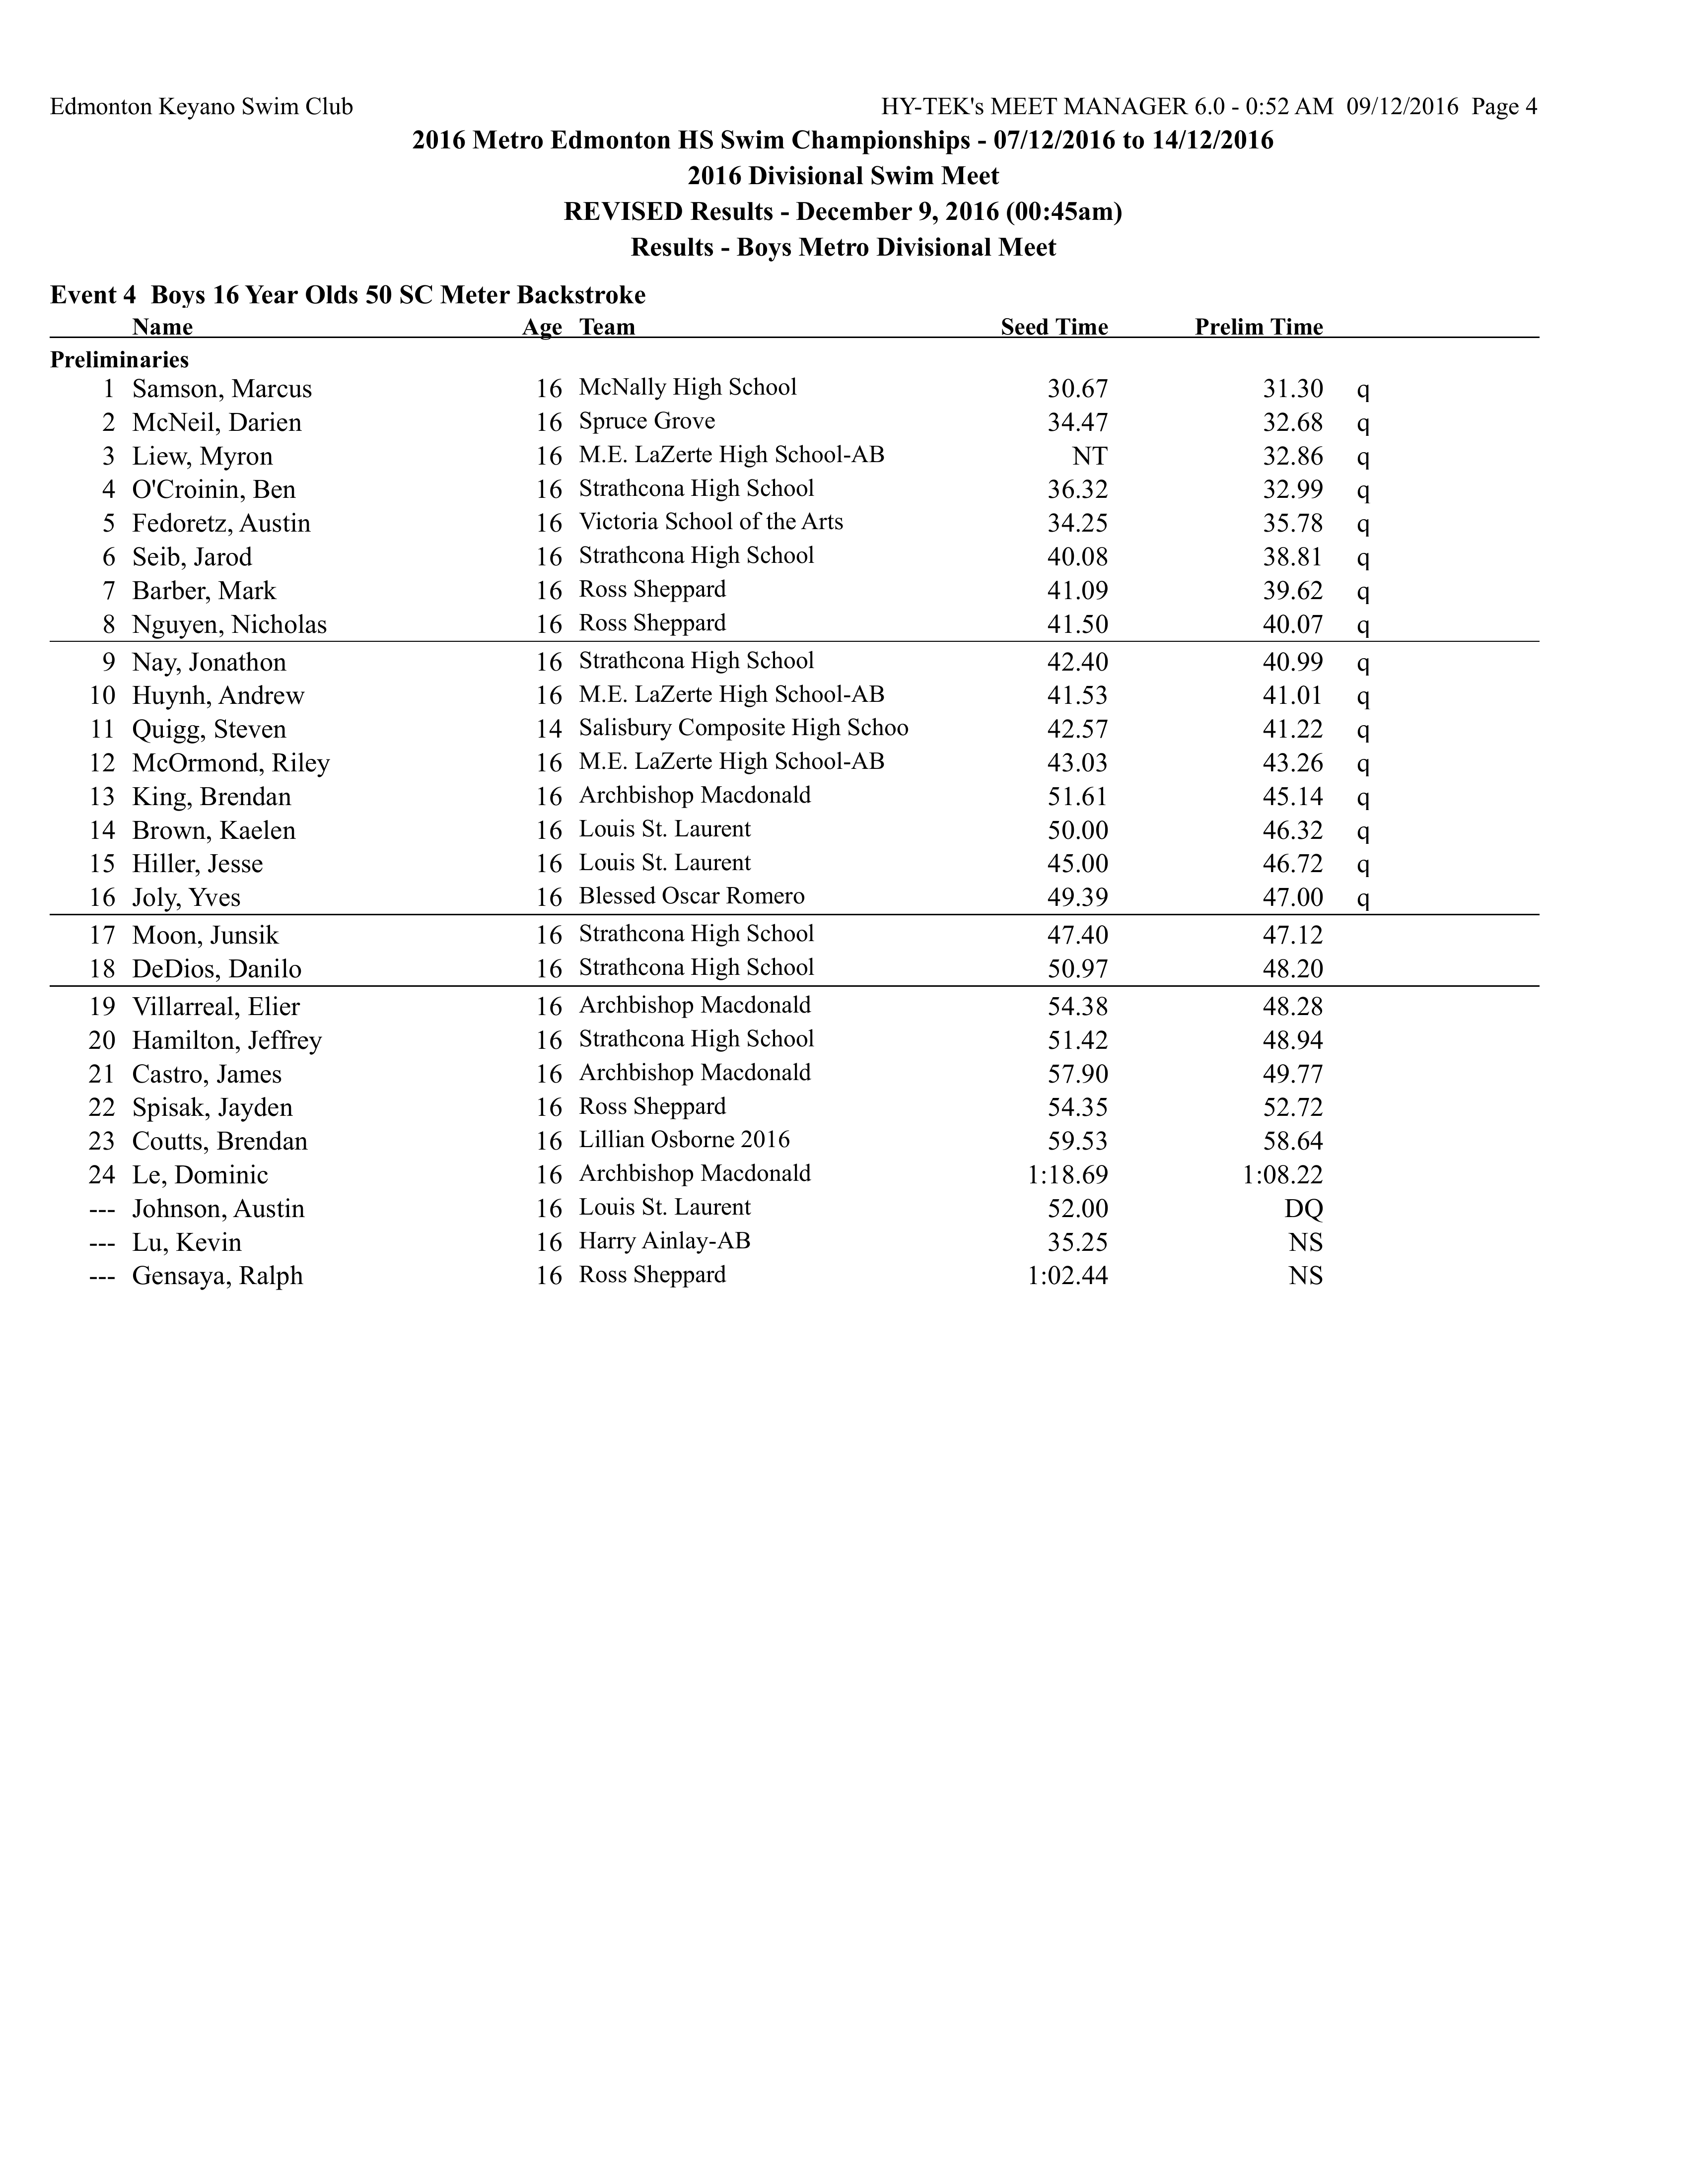 Edmonton Keyano Swim Club HY-TEK's MEET MANAGER 6.0 - 0:52 AM 09/12/2016 Page 4
2016 Metro Edmonton HS Swim Championships - 07/12/2016 to 14/12/2016
2016 Divisional Swim Meet
REVISED Results - December 9, 2016 (00:45am)
Results - Boys Metro Divisional Meet
Event 4 Boys 16 Year Olds 50 SC Meter Backstroke
Name Age Team Seed Time Prelim Time
Preliminaries
1 Samson, Marcus 16 McNally High School 30.67 31.30 q
2 McNeil, Darien 16 Spruce Grove 34.47 32.68 q
3 Liew, Myron 16 M.E. LaZerte High School-AB NT 32.86 q
4 O'Croinin, Ben 16 Strathcona High School 36.32 32.99 q
5 Fedoretz, Austin 16 Victoria School of the Arts 34.25 35.78 q
6 Seib, Jarod 16 Strathcona High School 40.08 38.81 q
7 Barber, Mark 16 Ross Sheppard 41.09 39.62 q
8 Nguyen, Nicholas 16 Ross Sheppard 41.50 40.07 q
9 Nay, Jonathon 16 Strathcona High School 42.40 40.99 q
10 Huynh, Andrew 16 M.E. LaZerte High School-AB 41.53 41.01 q
11 Quigg, Steven 14 Salisbury Composite High Schoo 42.57 41.22 q
12 McOrmond, Riley 16 M.E. LaZerte High School-AB 43.03 43.26 q
13 King, Brendan 16 Archbishop Macdonald 51.61 45.14 q
14 Brown, Kaelen 16 Louis St. Laurent 50.00 46.32 q
15 Hiller, Jesse 16 Louis St. Laurent 45.00 46.72 q
16 Joly, Yves 16 Blessed Oscar Romero 49.39 47.00 q
17 Moon, Junsik 16 Strathcona High School 47.40 47.12
18 DeDios, Danilo 16 Strathcona High School 50.97 48.20
19 Villarreal, Elier 16 Archbishop Macdonald 54.38 48.28
20 Hamilton, Jeffrey 16 Strathcona High School 51.42 48.94
21 Castro, James 16 Archbishop Macdonald 57.90 49.77
22 Spisak, Jayden 16 Ross Sheppard 54.35 52.72
23 Coutts, Brendan 16 Lillian Osborne 2016 59.53 58.64
24 Le, Dominic 16 Archbishop Macdonald 1:18.69 1:08.22
--- Johnson, Austin 16 Louis St. Laurent 52.00 DQ
--- Lu, Kevin 16 Harry Ainlay-AB 35.25 NS
--- Gensaya, Ralph 16 Ross Sheppard 1:02.44 NS